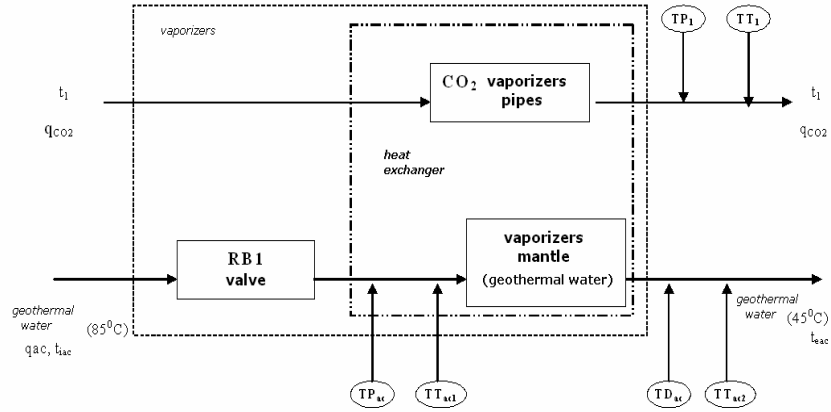 vaporizers
TP₁
TT₁
t₁
CO₂ vaporizers
pipes
t₁
qCO2
qCO2
heat
exchanger
vaporizers
mantle
(geothermal water)
RB1
valve
geothermal
water
(85⁰C)
qac, tiac
geothermal
water
(45⁰C)
teac
TPac
TTac1
TDac
TTac2